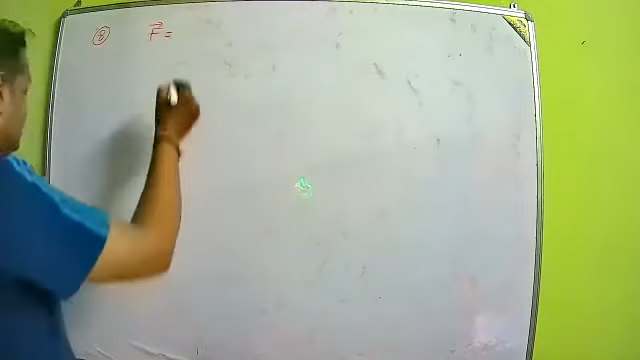 ⑧ F⃗ =